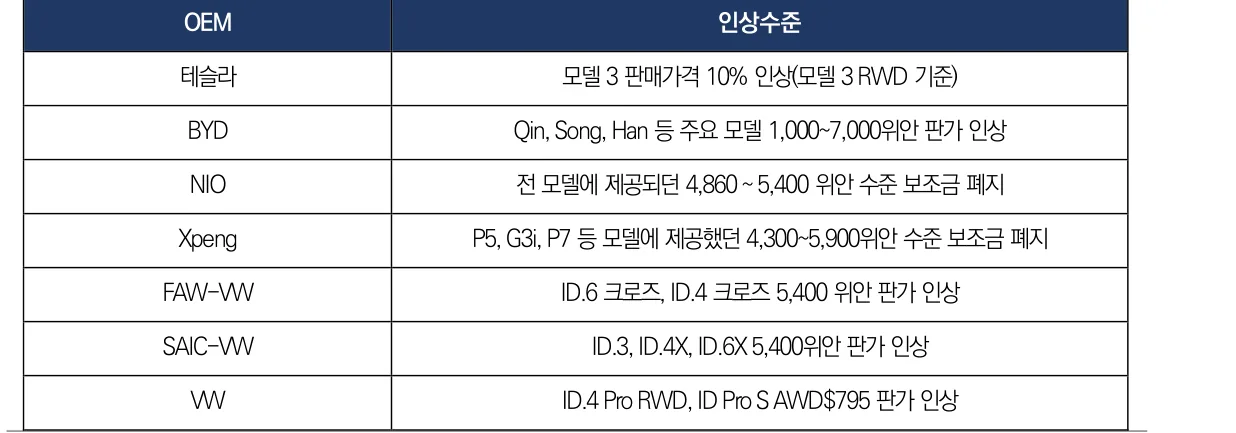 OEM 인상수준
테슬라 모델 3 판매가격 10% 인상(모델 3 RWD 기준)
BYD Qin, Song, Han 등 주요 모델 1,000~7,000위안 판가 인상
NIO 전 모델에 제공되던 4,860 ~ 5,400 위안 수준 보조금 폐지
Xpeng P5, G3i, P7 등 모델에 제공했던 4,300~5,900위안 수준 보조금 폐지
FAW-VW ID.6 크로즈, ID.4 크로즈 5,400 위안 판가 인상
SAIC-VW ID.3, ID.4X, ID.6X 5,400위안 판가 인상
VW ID.4 Pro RWD, ID Pro S AWD$795 판가 인상